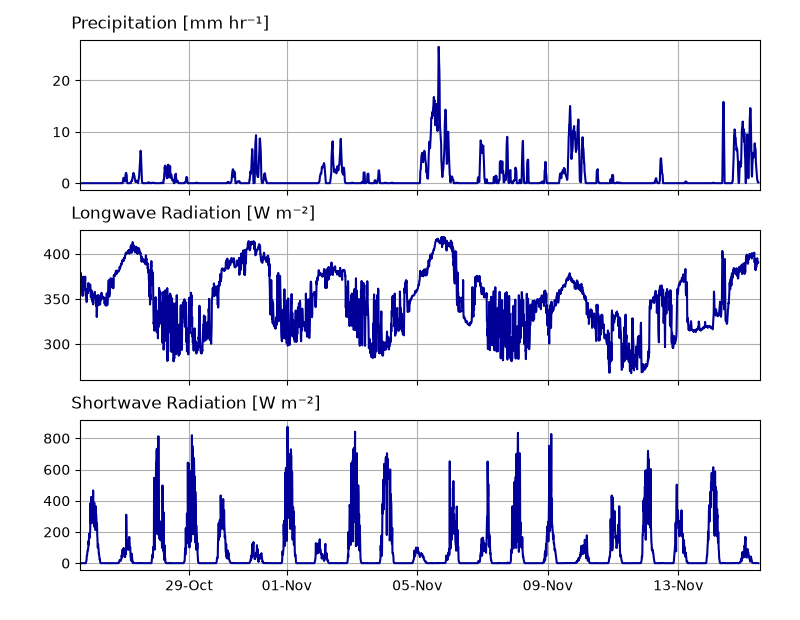 Precipitation [mm hr⁻¹]
20
10
0
Longwave Radiation [W m⁻²]
400
350
300
Shortwave Radiation [W m⁻²]
800
600
400
200
0
29-Oct 01-Nov 05-Nov 09-Nov 13-Nov